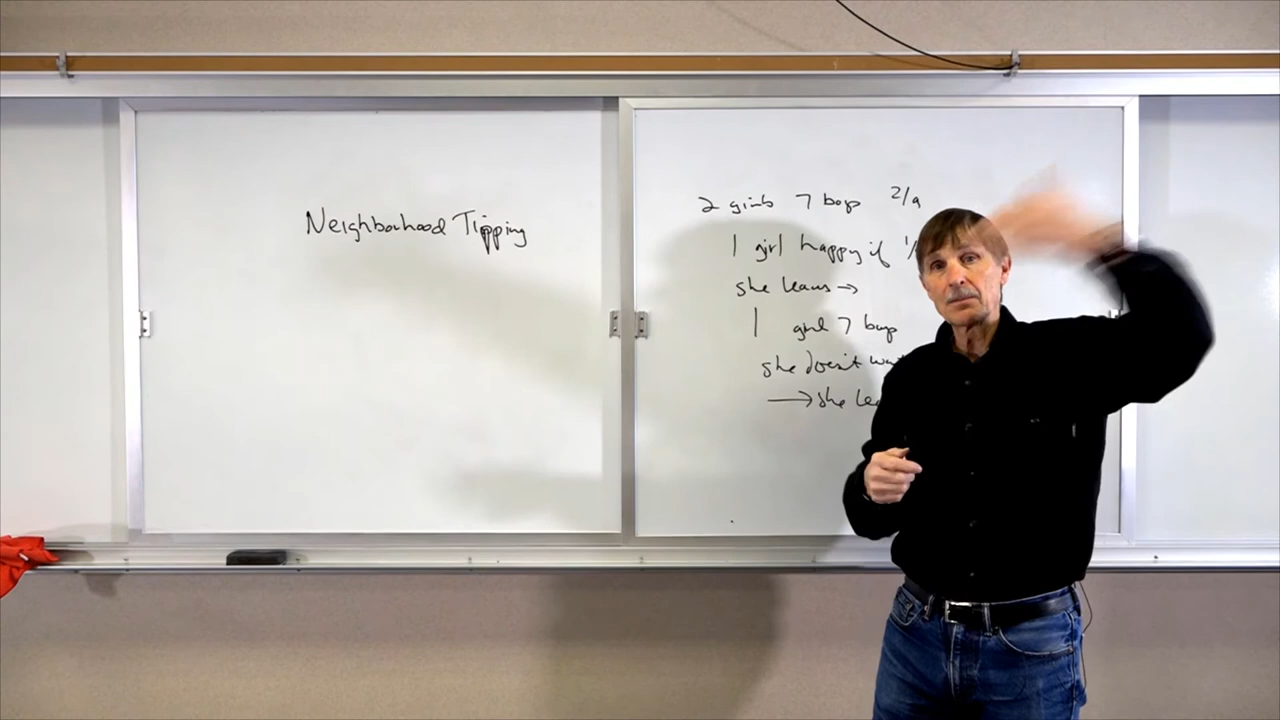 Neighborhood Tipping
2 girls 7 boys 2/9
1 girl happy if 1/
she leaves →
1 girl 7 boys
she doesn't
→ she